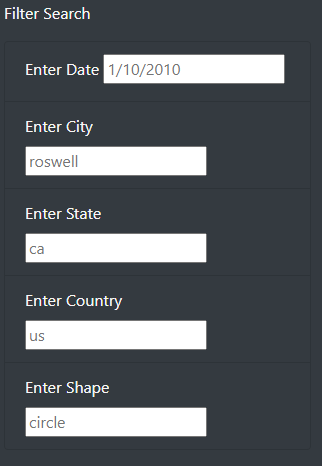 Filter Search
Enter Date 1/10/2010
Enter City
roswell
Enter State
ca
Enter Country
us
Enter Shape
circle